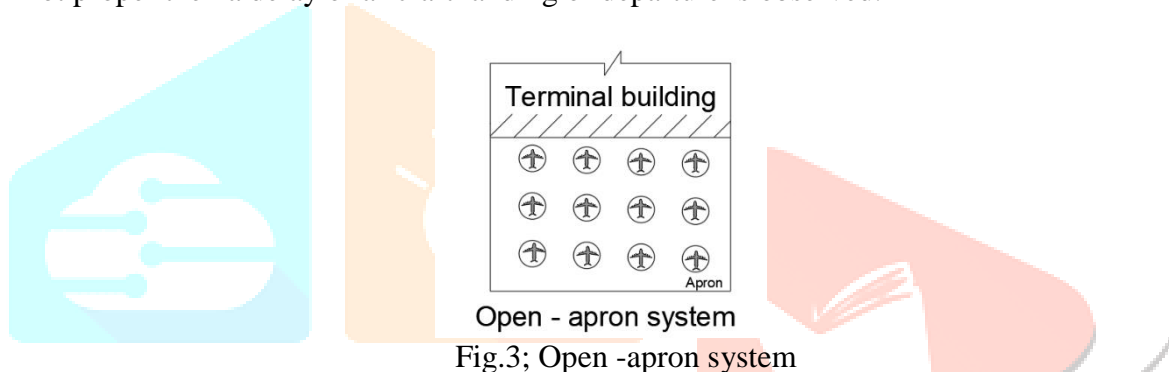 Terminal building
Apron
Open - apron system
Fig.3; Open -apron system